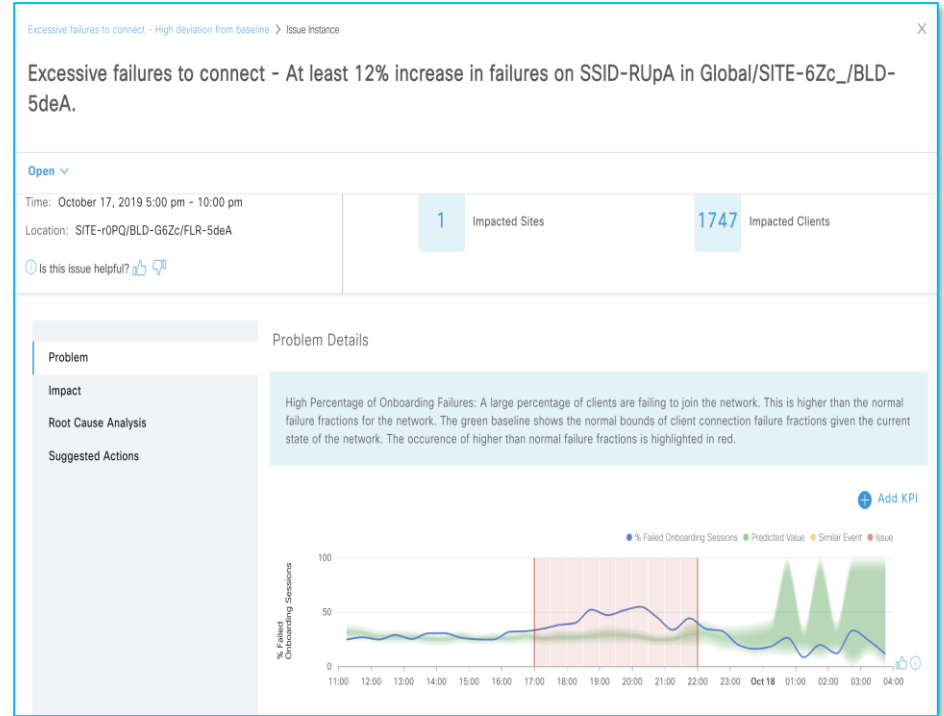 Excessive failures to connect - High deviation from baseline > Issue Instance
X
Excessive failures to connect - At least 12% increase in failures on SSID-RUpA in Global/SITE-6Zc_/BLD-
5deA.
Open
Time: October 17, 2019 5:00 pm - 10:00 pm
Location: SITE-r0PQ/BLD-G6Zc/FLR-5deA
Is this issue helpful?
1 Impacted Sites
1747 Impacted Clients
Problem
Impact
Root Cause Analysis
Suggested Actions
Problem Details
High Percentage of Onboarding Failures: A large percentage of clients are failing to join the network. This is higher than the normal
failure fractions for the network. The green baseline shows the normal bounds of client connection failure fractions given the current
state of the network. The occurence of higher than normal failure fractions is highlighted in red.
Add KPI
% Failed Onboarding Sessions Predicted Value Similar Event Issue
% Failed
Onboarding Sessions
100
50
0
11:00 12:00 13:00 14:00 15:00 16:00 17:00 18:00 19:00 20:00 21:00 22:00 23:00 Oct 18 01:00 02:00 03:00 04:00